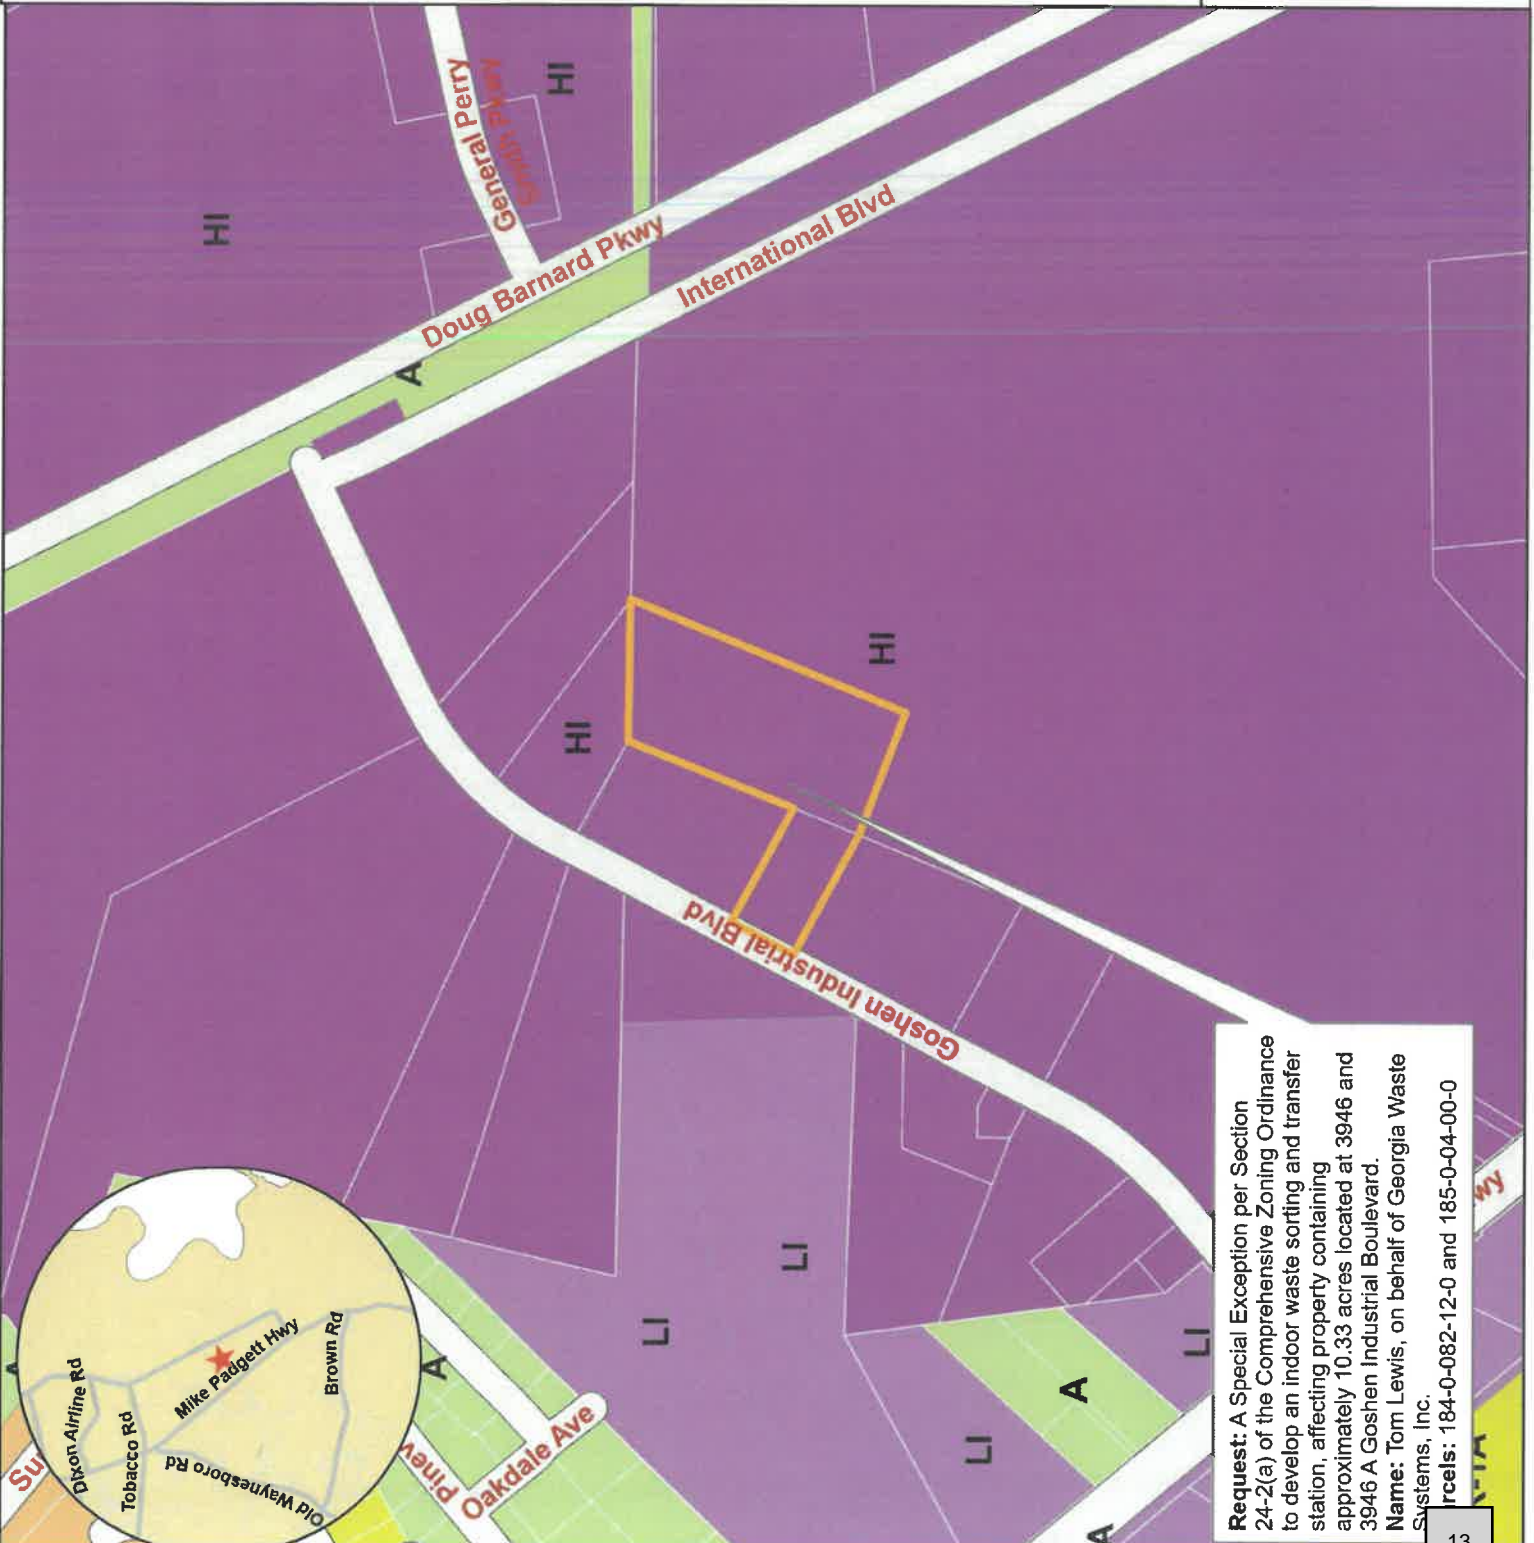 General Perry
Smith Pkwy
HI
HI
Doug Barnard Pkwy
International Blvd
A
HI
HI
Goshen Industrial Blvd
LI
LI
LI
LI
A
A
A
Oakdale Ave
Dixon Airline Rd
Tobacco Rd
Mike Padgett Hwy
Brown Rd
Old Waynesboro Rd
Request: A Special Exception per Section
24-2(a) of the Comprehensive Zoning Ordinance
to develop an indoor waste sorting and transfer
station, affecting property containing
approximately 10.33 acres located at 3946 and
3946 A Goshen Industrial Boulevard.
Name: Tom Lewis, on behalf of Georgia Waste
Systems, Inc.
rcels: 184-0-082-12-0 and 185-0-04-00-0
wy
Su
Piney
13